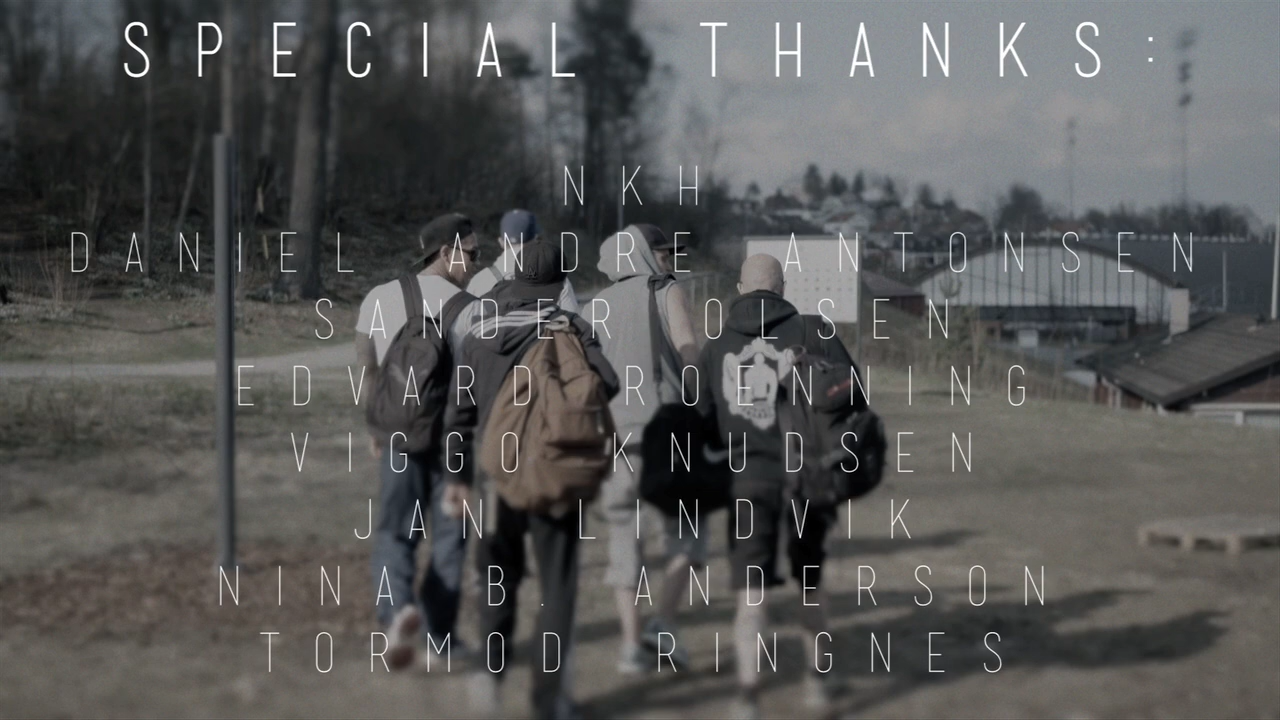 SPECIAL THANKS:
NKH
DANIEL ANDRE ANTONSEN
SANDER OLSEN
EDVARD ROENNING
VIGGO KNUDSEN
JAN LINDVIK
NINA B. ANDERSON
TORMOD RINGNES